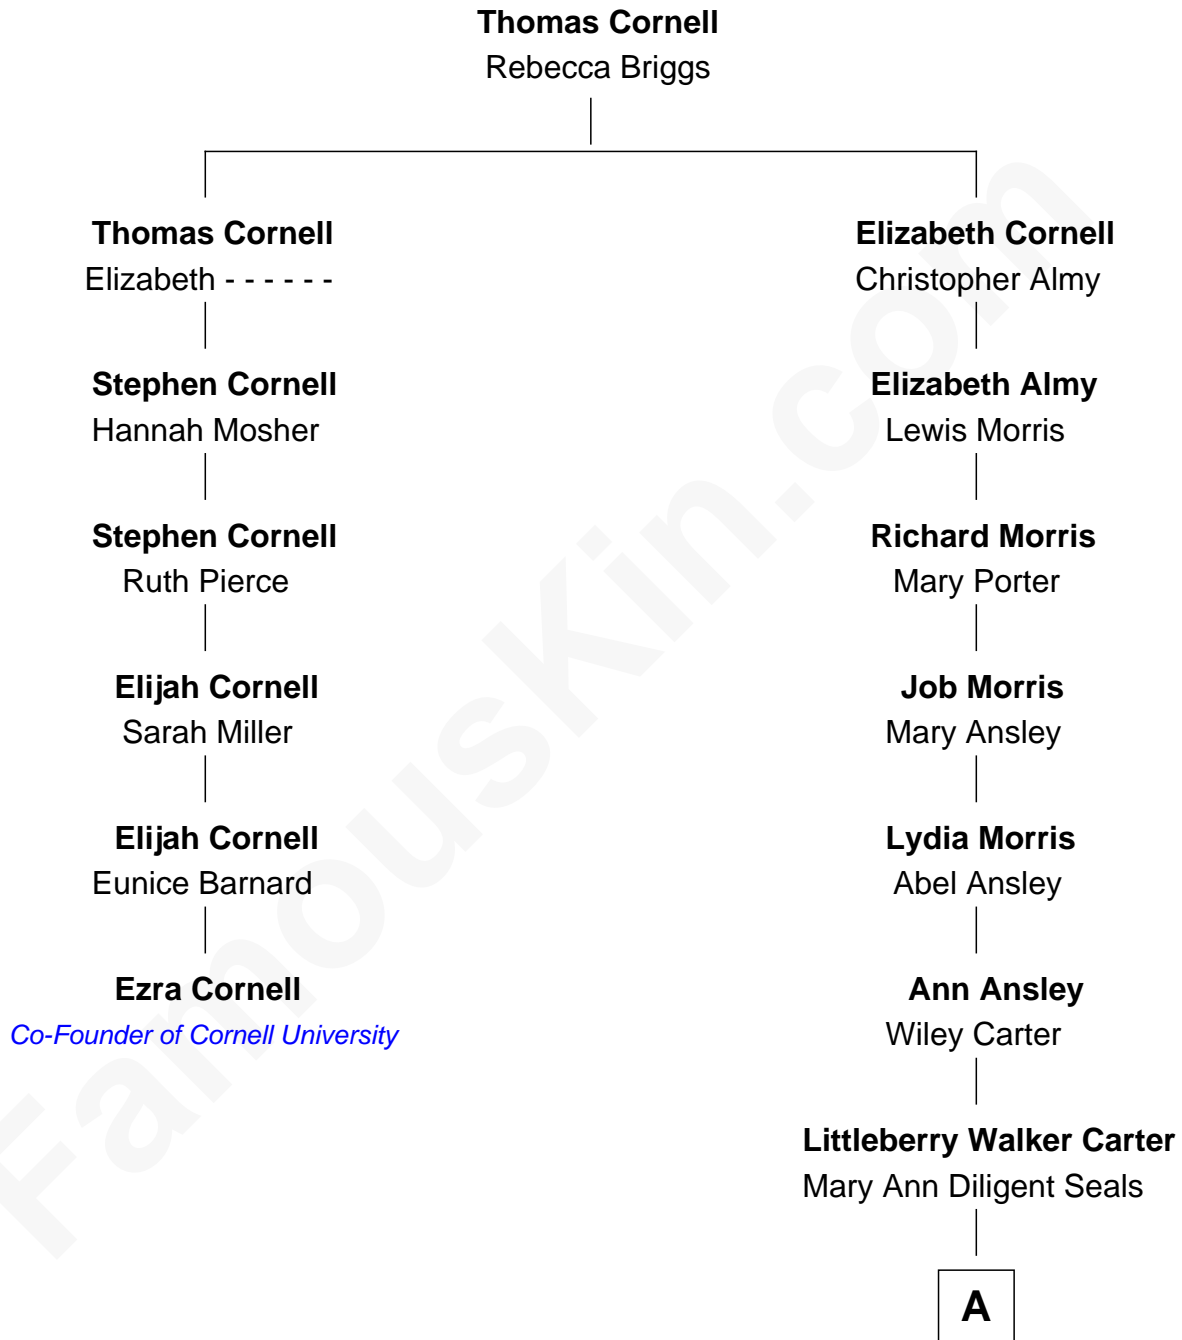 Thomas Cornell
Rebecca Briggs
Thomas Cornell
Elizabeth - - - - - -
Elizabeth Cornell
Christopher Almy
Stephen Cornell
Hannah Mosher
Elizabeth Almy
Lewis Morris
Stephen Cornell
Ruth Pierce
Richard Morris
Mary Porter
Elijah Cornell
Sarah Miller
Job Morris
Mary Ansley
Elijah Cornell
Eunice Barnard
Lydia Morris
Abel Ansley
Ezra Cornell
Co-Founder of Cornell University
Ann Ansley
Wiley Carter
Littleberry Walker Carter
Mary Ann Diligent Seals
A
FamousKin.com